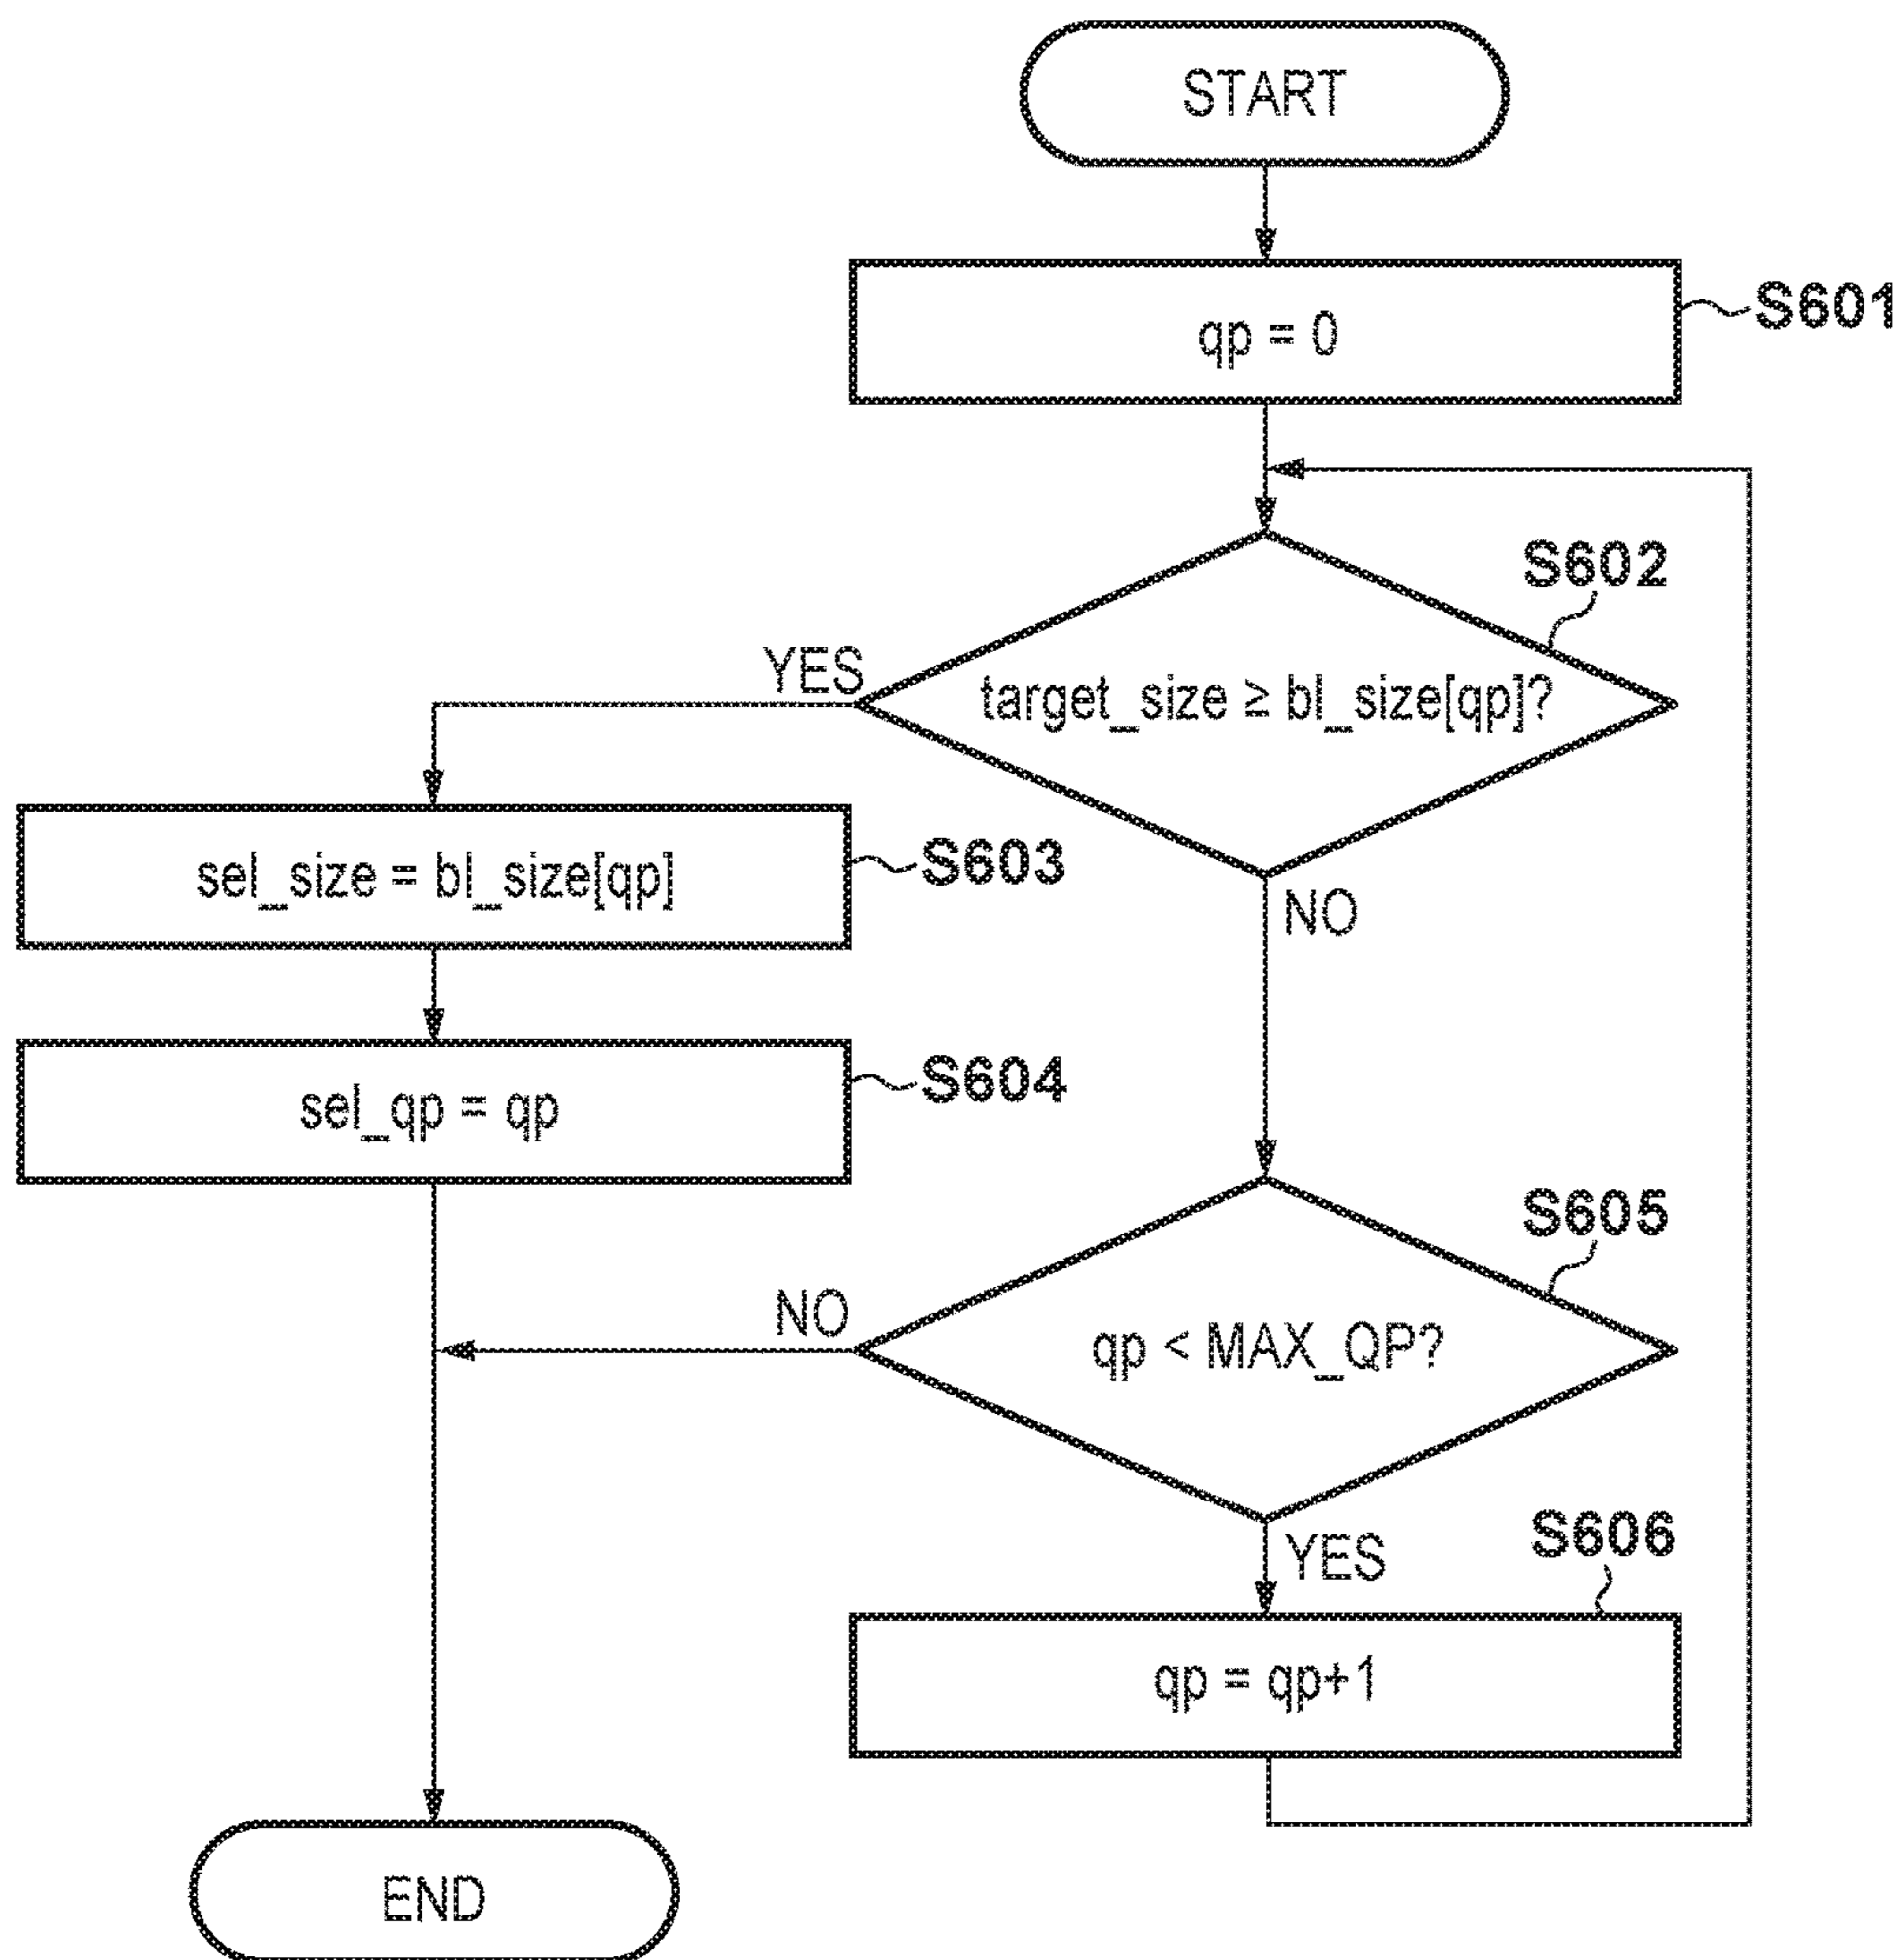 START
qp = 0
S601
S602
YES
target_size ≥ bl_size[qp]?
sel_size = bl_size[qp]
S603
NO
sel_qp = qp
S604
S605
NO
qp < MAX_QP?
YES
S606
qp = qp+1
END